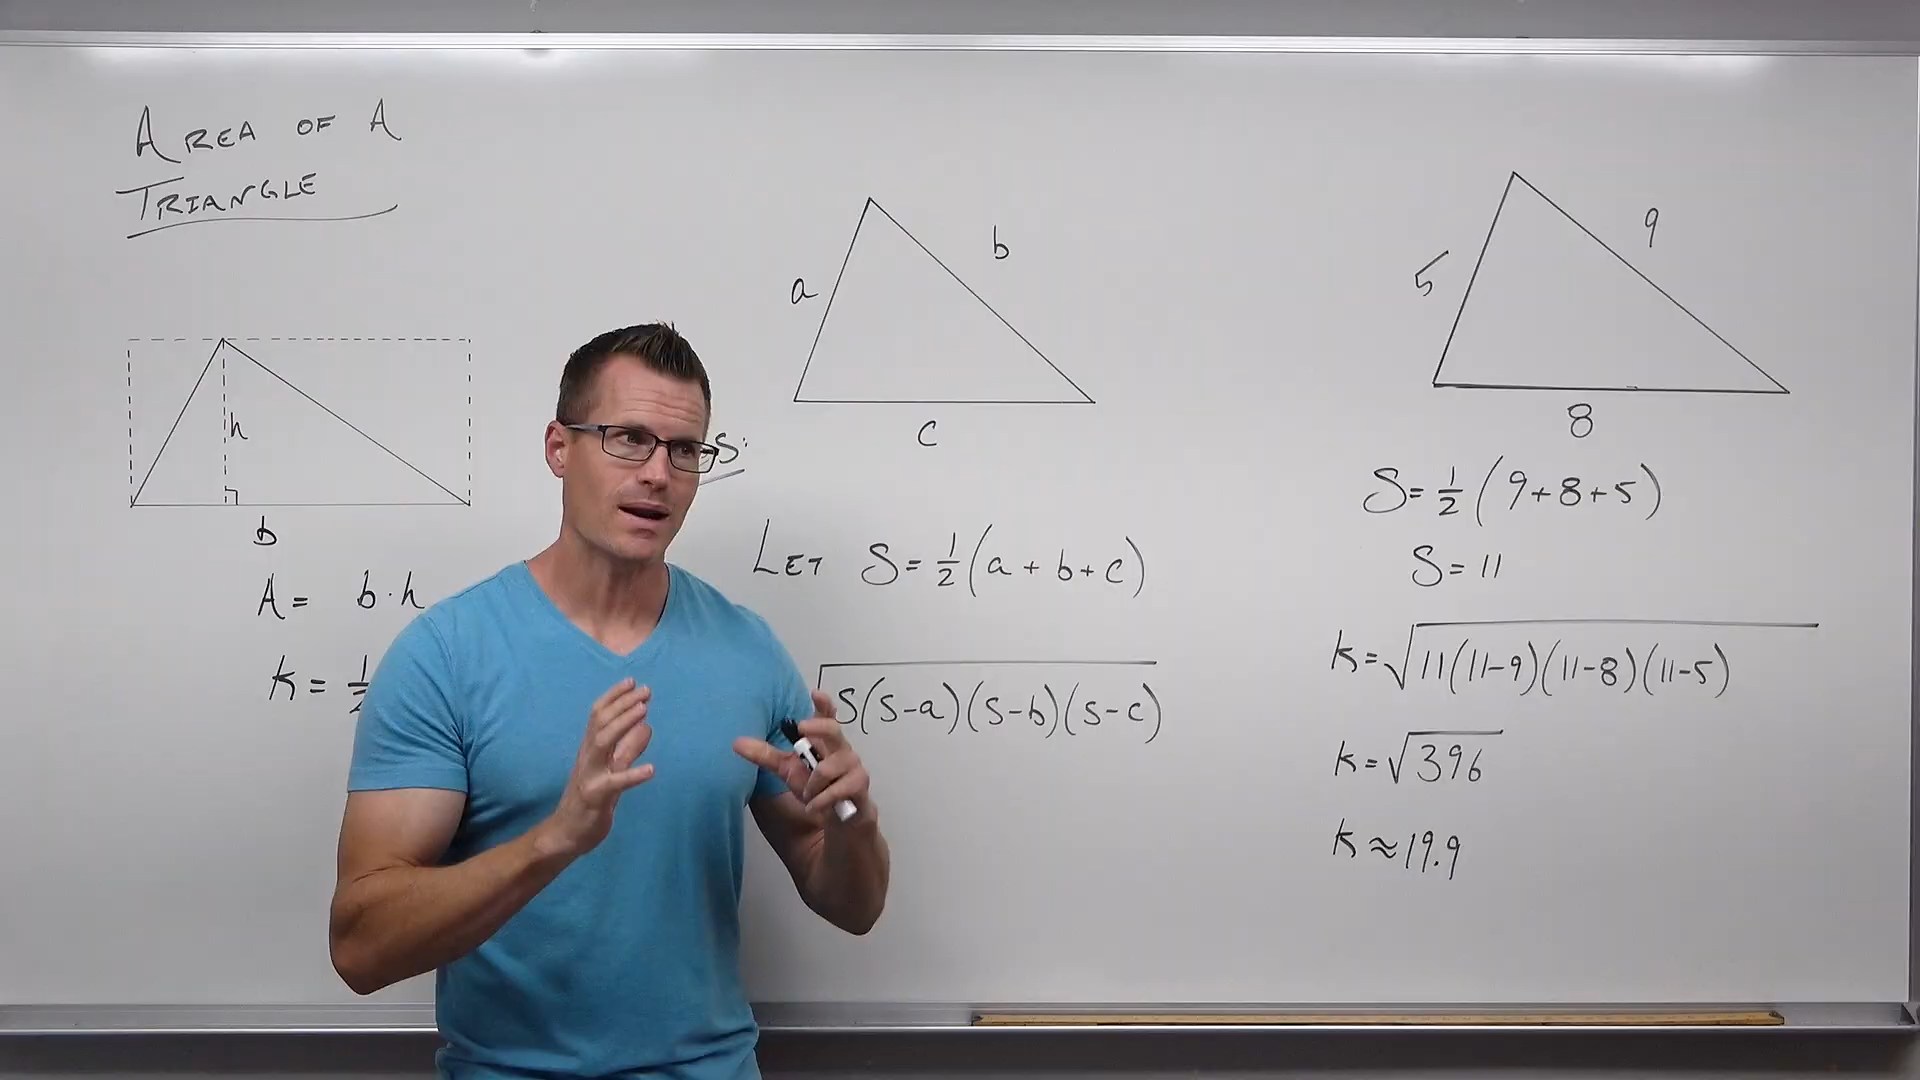 AREA OF A
TRIANGLE
h
b
A = b·h
K = 1/2
a
b
c
S:
LET S = 1/2 (a + b + c)
√S(S-a)(S-b)(S-c)
5
9
8
S = 1/2 (9+8+5)
S = 11
K = √11(11-9)(11-8)(11-5)
K = √396
K ≈ 19.9